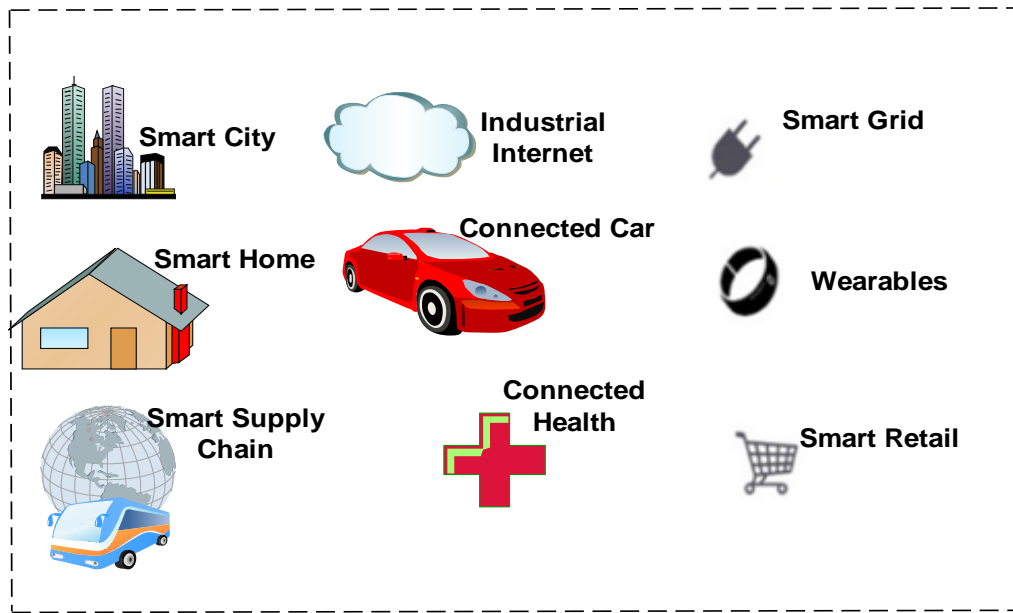 Smart City
Industrial
Internet
Smart Grid
Smart Home
Connected Car
Wearables
Smart Supply
Chain
Connected
Health
Smart Retail